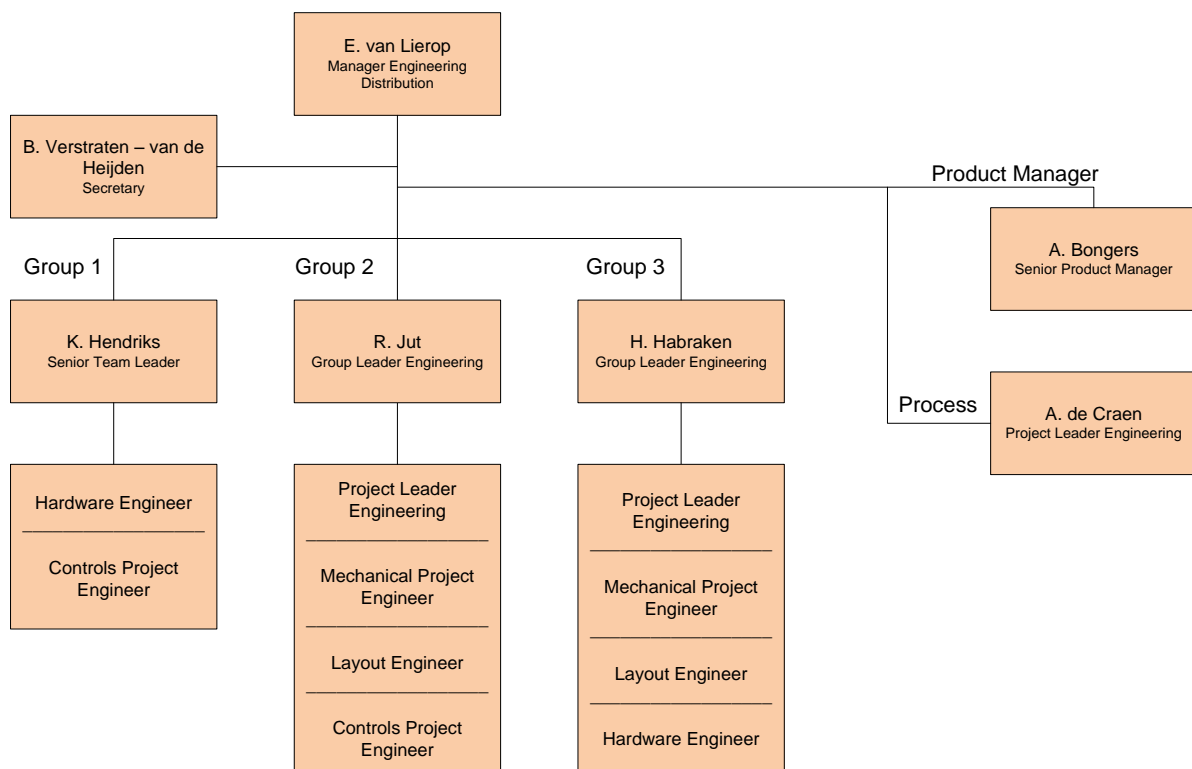 E. van Lierop
Manager Engineering
Distribution
B. Verstraten – van de
Heijden
Secretary
Product Manager
A. Bongers
Senior Product Manager
Group 1
Group 2
Group 3
K. Hendriks
Senior Team Leader
R. Jut
Group Leader Engineering
H. Habraken
Group Leader Engineering
Process
A. de Craen
Project Leader Engineering
Hardware Engineer
Controls Project
Engineer
Project Leader
Engineering
Mechanical Project
Engineer
Layout Engineer
Controls Project
Engineer
Project Leader
Engineering
Mechanical Project
Engineer
Layout Engineer
Hardware Engineer